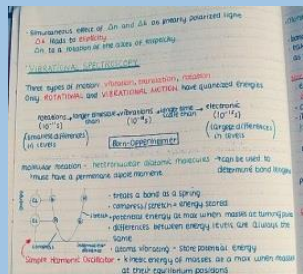 · Simultaneous effect of Δn and Δk on linearly polarized light
Δk leads to ellipticity
Δn to a rotation of the axes of ellipticity.
VIBRATIONAL SPECTROSCOPY
Three types of motion: vibration, translation, rotation
Only ROTATIONAL and VIBRATIONAL MOTION have quantized energies
rotations → longer timescale than → vibrations → longer time scale than → electronic
(smallest differences) in levels
Born-Oppenheimer
(largest differences) in levels
molecular rotation - heteronuclear diatomic molecules → can be used to
must have a permanent dipole moment
determine bond lengths
· treats a bond as a spring
· compress/stretch = energy stored
· potential energy at max when masses at turning point
· differences between energy levels are always the
same
· atoms vibrating - store potential energy
Simple Harmonic Oscillator
· kinetic energy of masses at a max when masses
at their equilibrium positions